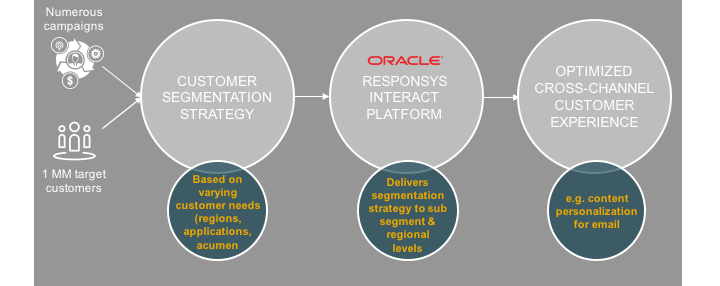 Numerous
campaigns
$
1 MM target
customers
CUSTOMER
SEGMENTATION
STRATEGY
Based on
varying
customer needs
(regions,
applications,
acumen
ORACLE
RESPONSYS
INTERACT
PLATFORM
Delivers
segmentation
strategy to sub
segment &
regional
levels
OPTIMIZED
CROSS-CHANNEL
CUSTOMER
EXPERIENCE
e.g. content
personalization
for email